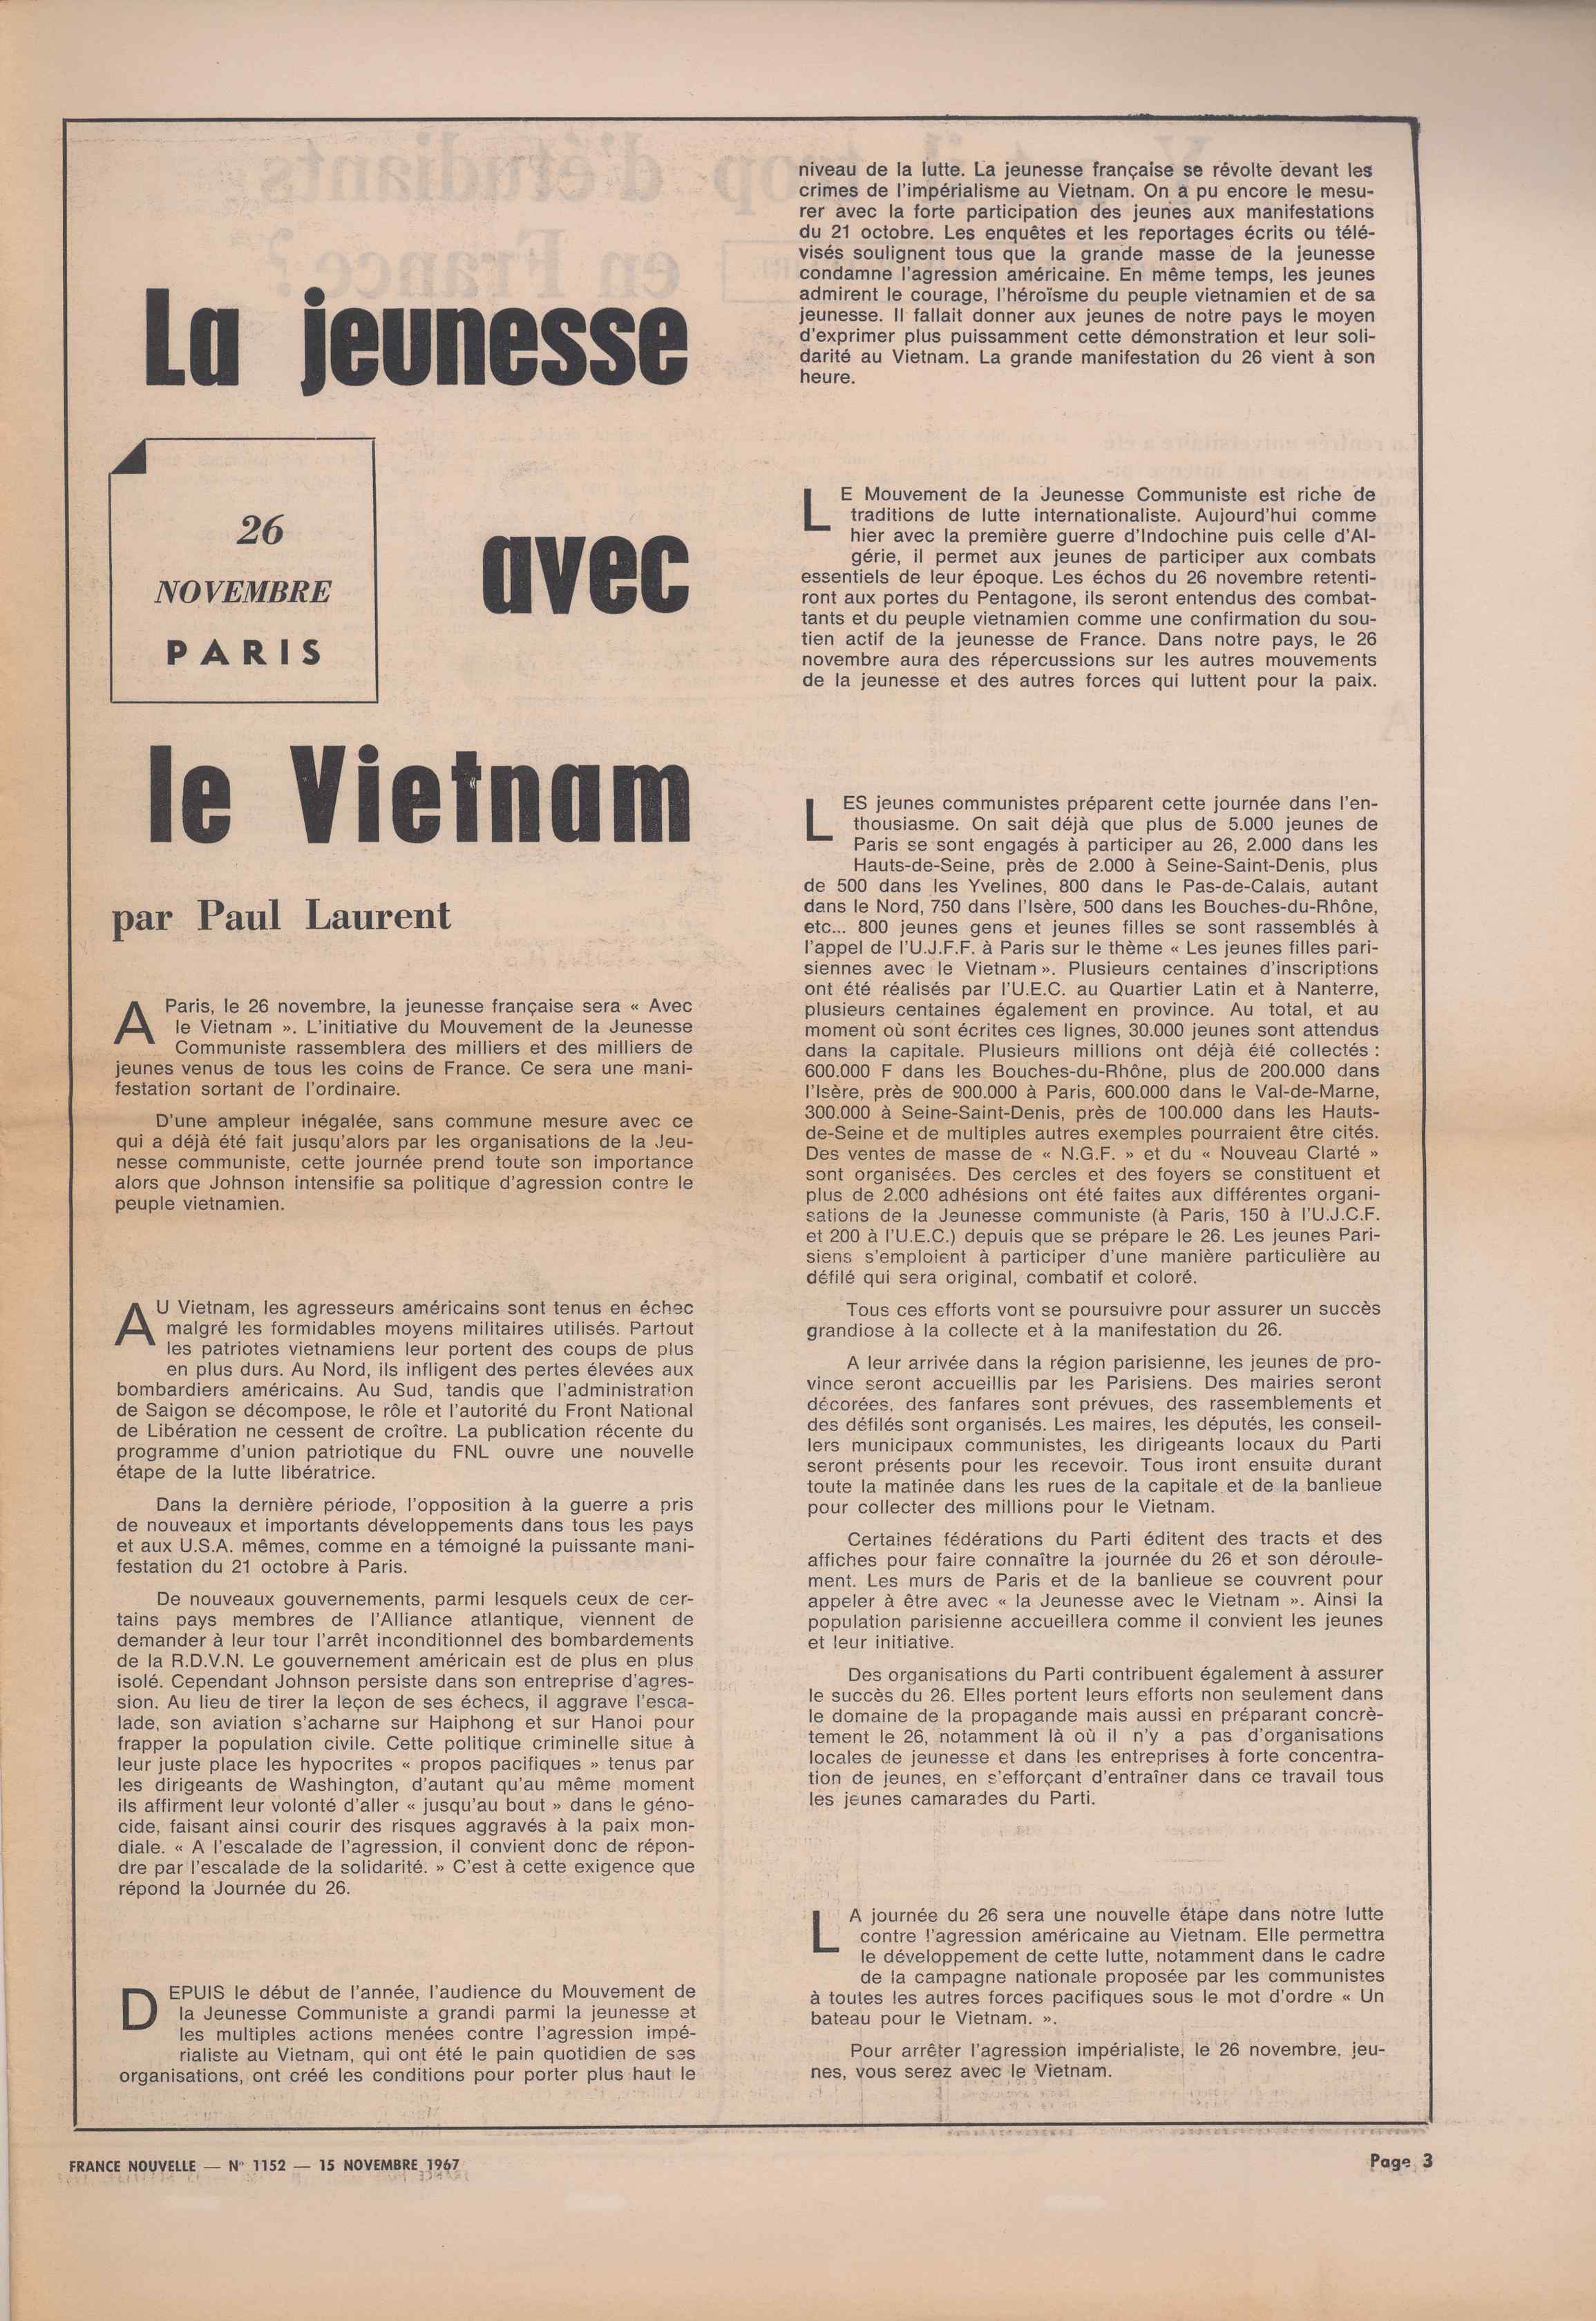 La jeunesse
26
NOVEMBRE
PARIS
avec
le Vietnam
par Paul Laurent
A Paris, le 26 novembre, la jeunesse française sera « Avec
le Vietnam ». L'initiative du Mouvement de la Jeunesse
Communiste rassemblera des milliers et des milliers de
jeunes venus de tous les coins de France. Ce sera une mani-
festation sortant de l'ordinaire.
D'une ampleur inégalée, sans commune mesure avec ce
qui a déjà été fait jusqu'alors par les organisations de la Jeu-
nesse communiste, cette journée prend toute son importance
alors que Johnson intensifie sa politique d'agression contre le
peuple vietnamien.
AU Vietnam, les agresseurs américains sont tenus en échec
malgré les formidables moyens militaires utilisés. Partout
les patriotes vietnamiens leur portent des coups de plus
en plus durs. Au Nord, ils infligent des pertes élevées aux
bombardiers américains. Au Sud, tandis que l'administration
de Saigon se décompose, le rôle et l'autorité du Front National
de Libération ne cessent de croître. La publication récente du
programme d'union patriotique du FNL ouvre une nouvelle
étape de la lutte libératrice.
Dans la dernière période, l'opposition à la guerre a pris
de nouveaux et importants développements dans tous les pays
et aux U.S.A. mêmes, comme en a témoigné la puissante mani-
festation du 21 octobre à Paris.
De nouveaux gouvernements, parmi lesquels ceux de cer-
tains pays membres de l'Alliance atlantique, viennent de
demander à leur tour l'arrêt inconditionnel des bombardements
de la R.D.V.N. Le gouvernement américain est de plus en plus
isolé. Cependant Johnson persiste dans son entreprise d'agres-
sion. Au lieu de tirer la leçon de ses échecs, il aggrave l'esca-
lade, son aviation s'acharne sur Haiphong et sur Hanoi pour
frapper la population civile. Cette politique criminelle situe à
leur juste place les hypocrites « propos pacifiques » tenus par
les dirigeants de Washington, d'autant qu'au même moment
ils affirment leur volonté d'aller « jusqu'au bout » dans le géno-
cide, faisant ainsi courir des risques aggravés à la paix mon-
diale. « A l'escalade de l'agression, il convient donc de répon-
dre par l'escalade de la solidarité. » C'est à cette exigence que
répond la Journée du 26.
DEPUIS le début de l'année, l'audience du Mouvement de
la Jeunesse Communiste a grandi parmi la jeunesse et
les multiples actions menées contre l'agression impé-
rialiste au Vietnam, qui ont été le pain quotidien de ses
organisations, ont créé les conditions pour porter plus haut le
niveau de la lutte. La jeunesse française se révolte devant les
crimes de l'impérialisme au Vietnam. On a pu encore le mesu-
rer avec la forte participation des jeunes aux manifestations
du 21 octobre. Les enquêtes et les reportages écrits ou télé-
visés soulignent tous que la grande masse de la jeunesse
condamne l'agression américaine. En même temps, les jeunes
admirent le courage, l'héroïsme du peuple vietnamien et de sa
jeunesse. Il fallait donner aux jeunes de notre pays le moyen
d'exprimer plus puissamment cette démonstration et leur soli-
darité au Vietnam. La grande manifestation du 26 vient à son
heure.
LE Mouvement de la Jeunesse Communiste est riche de
traditions de lutte internationaliste. Aujourd'hui comme
hier avec la première guerre d'Indochine puis celle d'Al-
gérie, il permet aux jeunes de participer aux combats
essentiels de leur époque. Les échos du 26 novembre retenti-
ront aux portes du Pentagone, ils seront entendus des combat-
tants et du peuple vietnamien comme une confirmation du sou-
tien actif de la jeunesse de France. Dans notre pays, le 26
novembre aura des répercussions sur les autres mouvements
de la jeunesse et des autres forces qui luttent pour la paix.
LES jeunes communistes préparent cette journée dans l'en-
thousiasme. On sait déjà que plus de 5.000 jeunes de
Paris se sont engagés à participer au 26, 2.000 dans les
Hauts-de-Seine, près de 2.000 à Seine-Saint-Denis, plus
de 500 dans les Yvelines, 800 dans le Pas-de-Calais, autant
dans le Nord, 750 dans l'Isère, 500 dans les Bouches-du-Rhône,
etc... 800 jeunes gens et jeunes filles se sont rassemblés à
l'appel de l'U.J.F.F. à Paris sur le thème « Les jeunes filles pari-
siennes avec le Vietnam ». Plusieurs centaines d'inscriptions
ont été réalisés par l'U.E.C. au Quartier Latin et à Nanterre,
plusieurs centaines également en province. Au total, et au
moment où sont écrites ces lignes, 30.000 jeunes sont attendus
dans la capitale. Plusieurs millions ont déjà été collectés :
600.000 F dans les Bouches-du-Rhône, plus de 200.000 dans
l'Isère, près de 900.000 à Paris, 600.000 dans le Val-de-Marne,
300.000 à Seine-Saint-Denis, près de 100.000 dans les Hauts-
de-Seine et de multiples autres exemples pourraient être cités.
Des ventes de masse de « N.G.F. » et du « Nouveau Clarté »
sont organisées. Des cercles et des foyers se constituent et
plus de 2.000 adhésions ont été faites aux différentes organi-
sations de la Jeunesse communiste (à Paris, 150 à l'U.J.C.F.
et 200 à l'U.E.C.) depuis que se prépare le 26. Les jeunes Pari-
siens s'emploient à participer d'une manière particulière au
défilé qui sera original, combatif et coloré.
Tous ces efforts vont se poursuivre pour assurer un succès
grandiose à la collecte et à la manifestation du 26.
A leur arrivée dans la région parisienne, les jeunes de pro-
vince seront accueillis par les Parisiens. Des mairies seront
décorées, des fanfares sont prévues, des rassemblements et
des défilés sont organisés. Les maires, les députés, les conseil-
lers municipaux communistes, les dirigeants locaux du Parti
seront présents pour les recevoir. Tous iront ensuite durant
toute la matinée dans les rues de la capitale et de la banlieue
pour collecter des millions pour le Vietnam.
Certaines fédérations du Parti éditent des tracts et des
affiches pour faire connaître la journée du 26 et son déroule-
ment. Les murs de Paris et de la banlieue se couvrent pour
appeler à être avec « la Jeunesse avec le Vietnam ». Ainsi la
population parisienne accueillera comme il convient les jeunes
et leur initiative.
Des organisations du Parti contribuent également à assurer
le succès du 26. Elles portent leurs efforts non seulement dans
le domaine de la propagande mais aussi en préparant concrè-
tement le 26, notamment là où il n'y a pas d'organisations
locales de jeunesse et dans les entreprises à forte concentra-
tion de jeunes, en s'efforçant d'entraîner dans ce travail tous
les jeunes camarades du Parti.
LA journée du 26 sera une nouvelle étape dans notre lutte
contre l'agression américaine au Vietnam. Elle permettra
le développement de cette lutte, notamment dans le cadre
de la campagne nationale proposée par les communistes
à toutes les autres forces pacifiques sous le mot d'ordre « Un
bateau pour le Vietnam. ».
Pour arrêter l'agression impérialiste, le 26 novembre, jeu-
nes, vous serez avec le Vietnam.
FRANCE NOUVELLE — N° 1152 — 15 NOVEMBRE 1967
Page 3